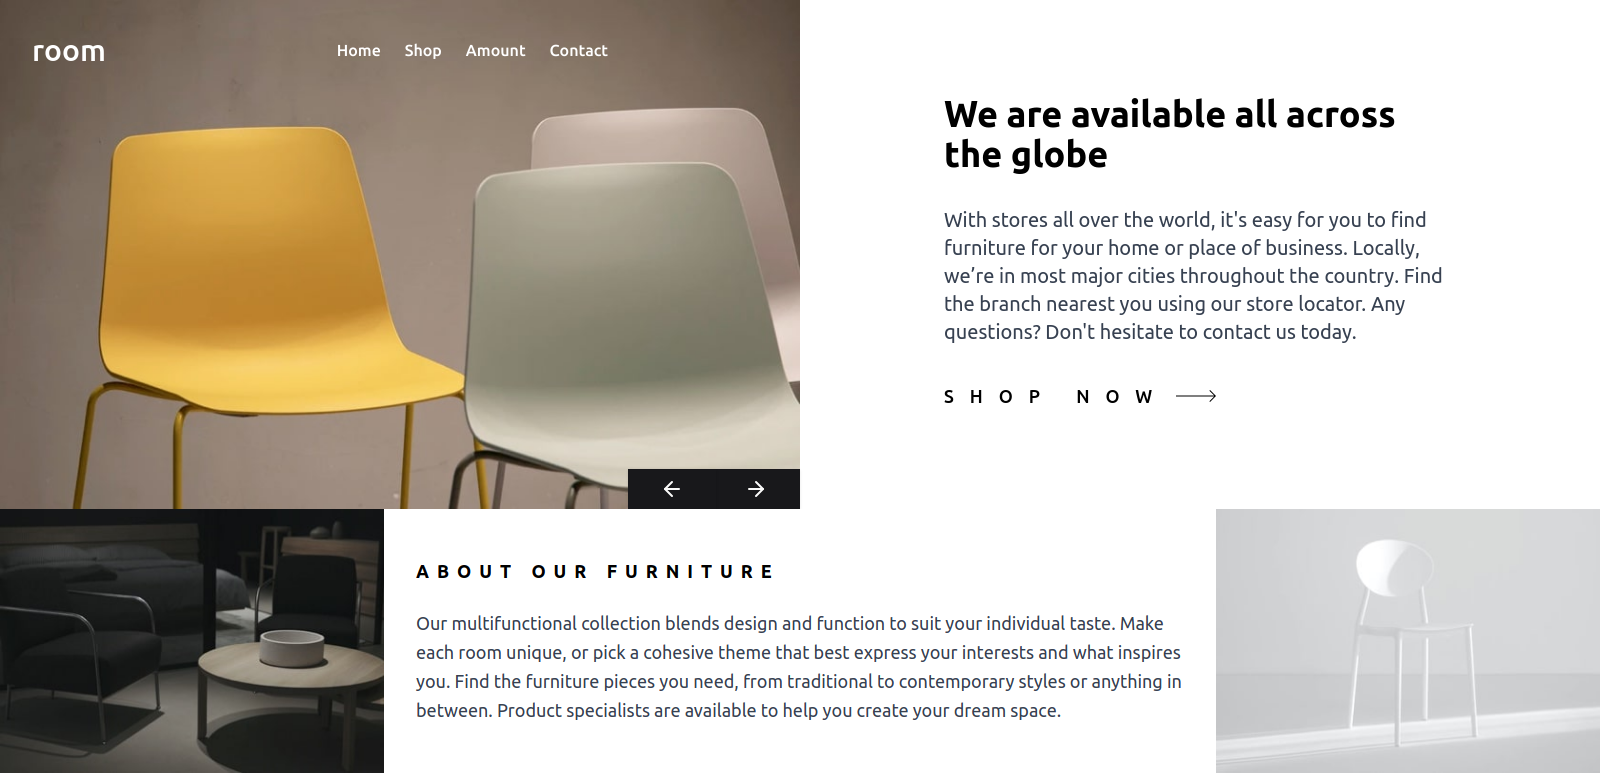 room
Home Shop Amount Contact
We are available all across
the globe
With stores all over the world, it's easy for you to find
furniture for your home or place of business. Locally,
we’re in most major cities throughout the country. Find
the branch nearest you using our store locator. Any
questions? Don't hesitate to contact us today.
SHOP NOW
ABOUT OUR FURNITURE
Our multifunctional collection blends design and function to suit your individual taste. Make
each room unique, or pick a cohesive theme that best express your interests and what inspires
you. Find the furniture pieces you need, from traditional to contemporary styles or anything in
between. Product specialists are available to help you create your dream space.